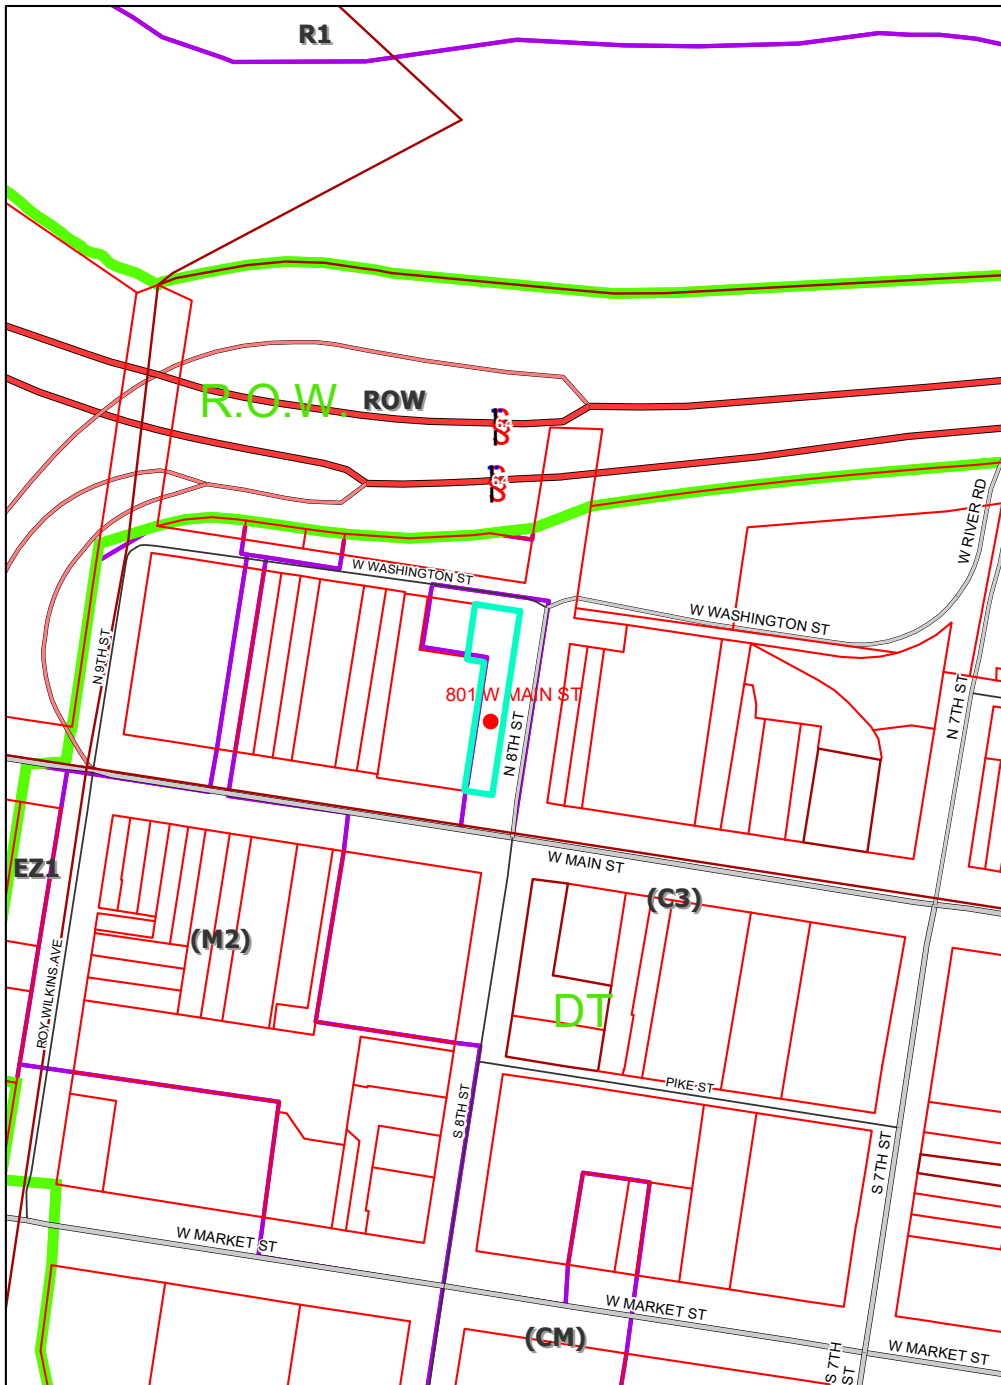 R1
R.O.W.
ROW
64
64
W RIVER RD
W WASHINGTON ST
W WASHINGTON ST
N 9TH ST
801 W MAIN ST
N 8TH ST
N 7TH ST
W MAIN ST
EZ1
(C3)
(M2)
ROY WILKINS AVE
DT
PIKE ST
S 8TH ST
S 7TH ST
W MARKET ST
W MARKET ST
(CM)
W MARKET ST
S 7TH
ST